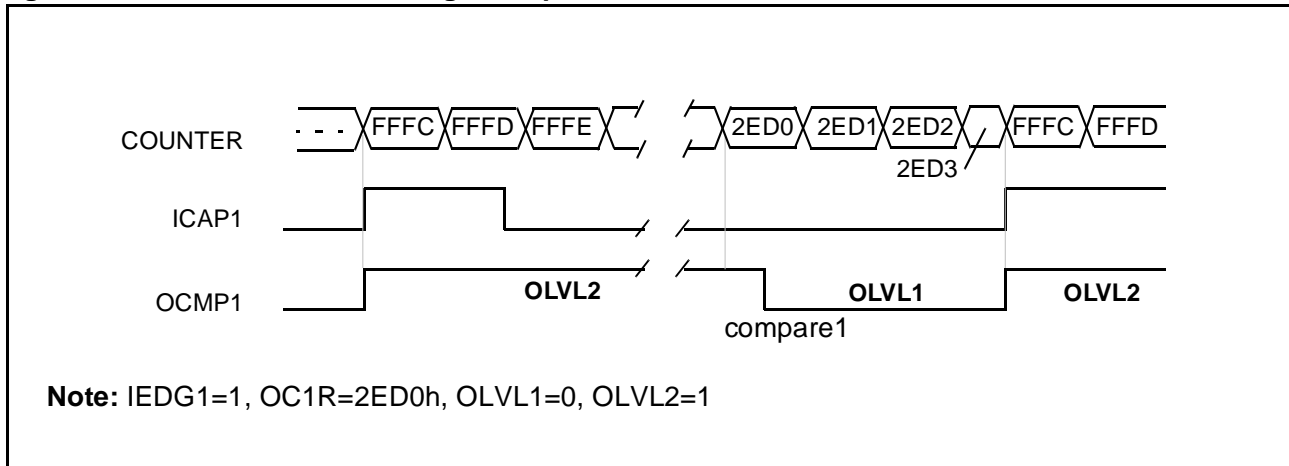 COUNTER - - - FFFC FFFD FFFE 2ED0 2ED1 2ED2 FFFC FFFD
2ED3
ICAP1
OCMP1 OLVL2 OLVL1 OLVL2
compare1
Note: IEDG1=1, OC1R=2ED0h, OLVL1=0, OLVL2=1